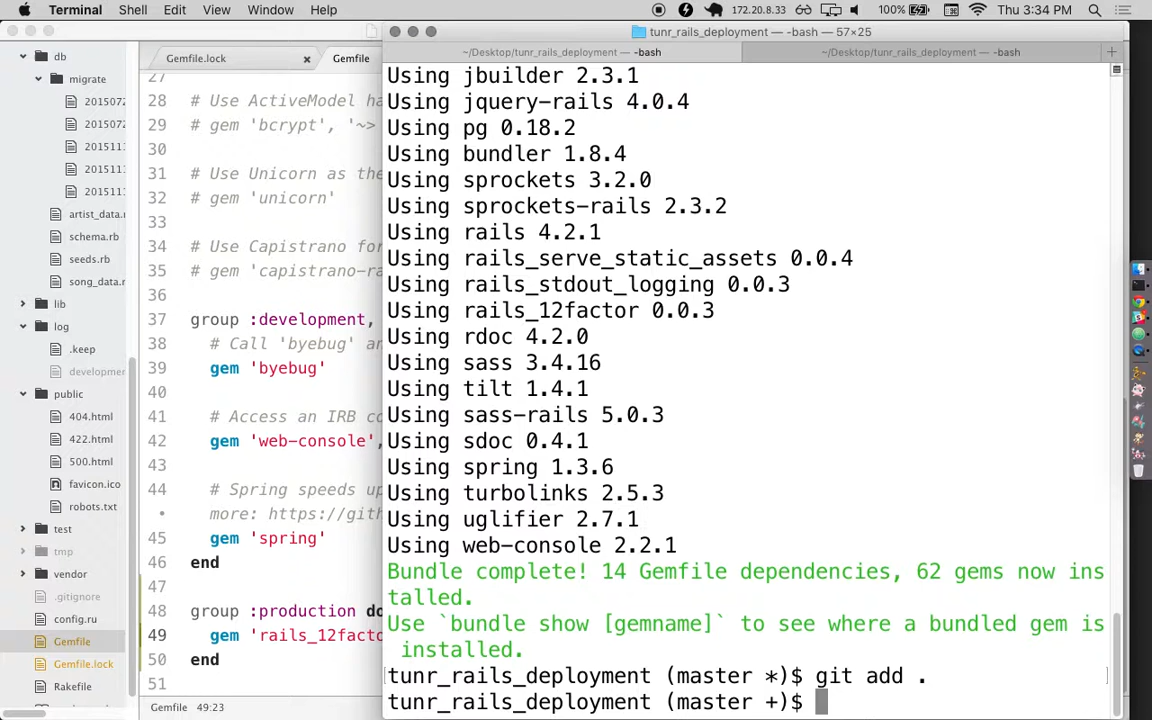 Terminal Shell Edit View Window Help 172.20.8.33 100% Thu 3:34 PM
tunr_rails_deployment — -bash — 57×25
~/Desktop/tunr_rails_deployment — -bash
~/Desktop/tunr_rails_deployment — -bash
db
migrate
2015072
2015072
2015113
2015113
2015113
artist_data.r
schema.rb
seeds.rb
song_data.r
lib
log
.keep
developmen
public
404.html
422.html
500.html
favicon.ico
robots.txt
test
tmp
vendor
.gitignore
config.ru
Gemfile
Gemfile.lock
Rakefile
Gemfile.lock
Gemfile
27
28 # Use ActiveModel ha
29 # gem 'bcrypt', '~>
30
31 # Use Unicorn as the
32 # gem 'unicorn'
33
34 # Use Capistrano for
35 # gem 'capistrano-ra
36
37 group :development,
38 # Call 'byebug' an
39 gem 'byebug'
40
41 # Access an IRB co
42 gem 'web-console',
43
44 # Spring speeds up
• more: https://gith
45 gem 'spring'
46 end
47
48 group :production do
49 gem 'rails_12facto
50 end
51
Gemfile 49:23
Using jbuilder 2.3.1
Using jquery-rails 4.0.4
Using pg 0.18.2
Using bundler 1.8.4
Using sprockets 3.2.0
Using sprockets-rails 2.3.2
Using rails 4.2.1
Using rails_serve_static_assets 0.0.4
Using rails_stdout_logging 0.0.3
Using rails_12factor 0.0.3
Using rdoc 4.2.0
Using sass 3.4.16
Using tilt 1.4.1
Using sass-rails 5.0.3
Using sdoc 0.4.1
Using spring 1.3.6
Using turbolinks 2.5.3
Using uglifier 2.7.1
Using web-console 2.2.1
Bundle complete! 14 Gemfile dependencies, 62 gems now ins
talled.
Use `bundle show [gemname]` to see where a bundled gem is
 installed.
tunr_rails_deployment (master *)$ git add .
tunr_rails_deployment (master +)$